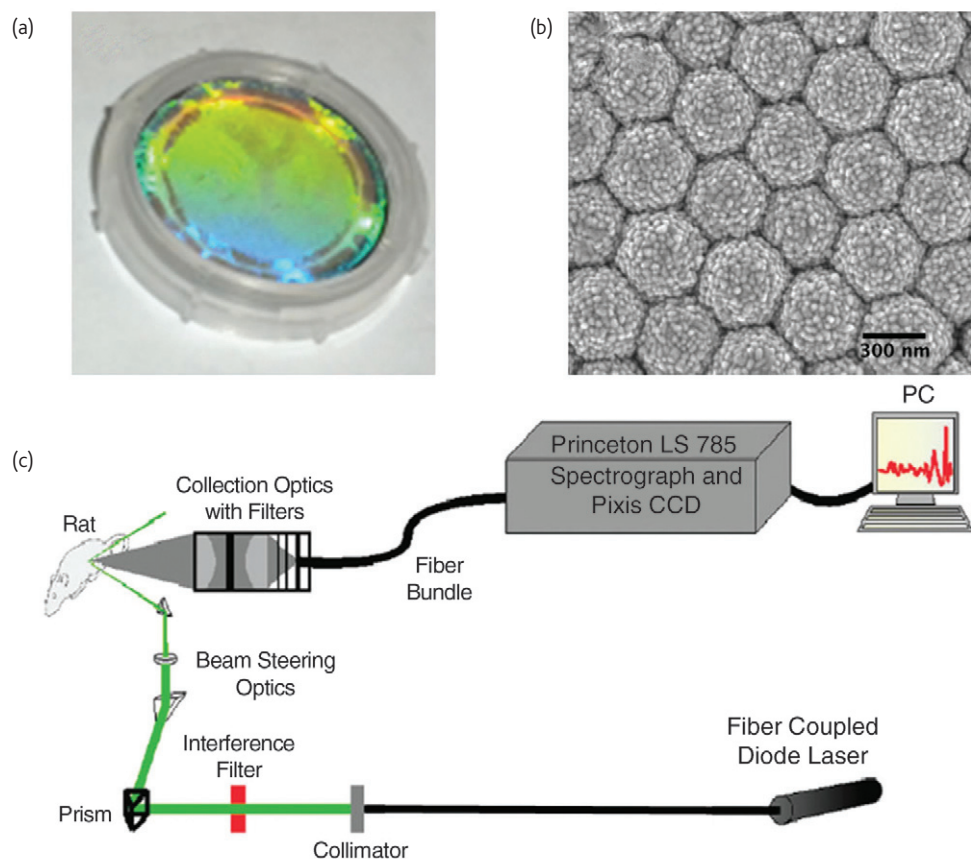 (a)
(b)
300 nm
(c)
PC
Princeton LS 785
Spectrograph and
Pixis CCD
Collection Optics
with Filters
Rat
Fiber
Bundle
Beam Steering
Optics
Interference
Filter
Fiber Coupled
Diode Laser
Prism
Collimator